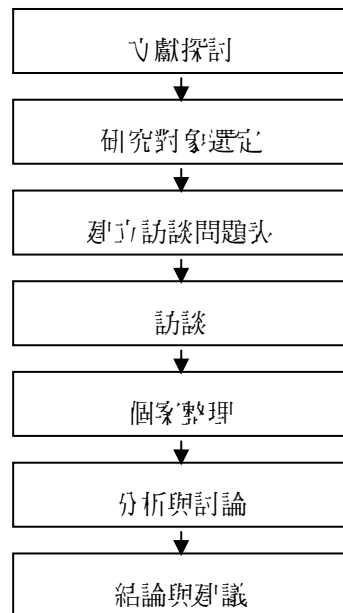 文獻探討
研究對象選定
建立訪談問題表
訪談
個案整理
分析與討論
結論與建議